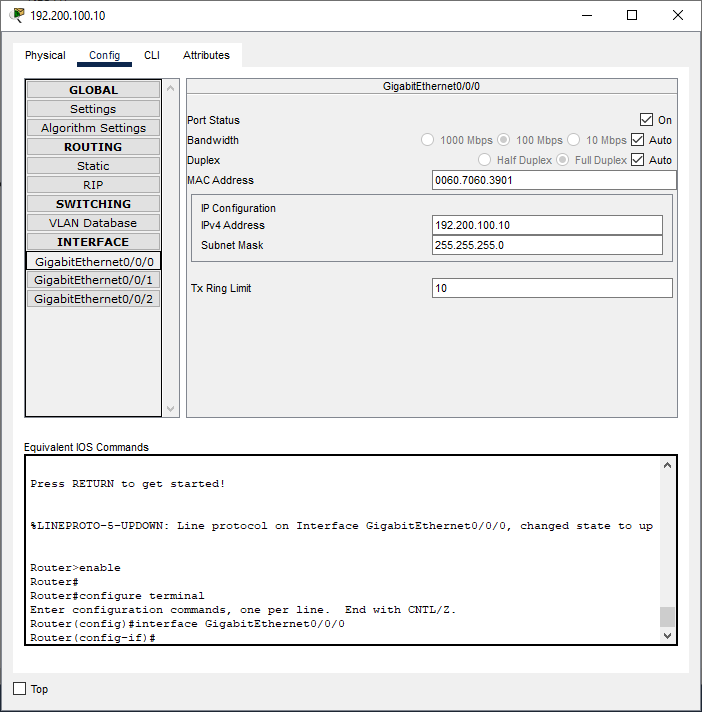 192.200.100.10
Physical Config CLI Attributes
GLOBAL
Settings
Algorithm Settings
ROUTING
Static
RIP
SWITCHING
VLAN Database
INTERFACE
GigabitEthernet0/0/0
GigabitEthernet0/0/1
GigabitEthernet0/0/2
GigabitEthernet0/0/0
Port Status On
Bandwidth 1000 Mbps 100 Mbps 10 Mbps Auto
Duplex Half Duplex Full Duplex Auto
MAC Address 0060.7060.3901
IP Configuration
IPv4 Address 192.200.100.10
Subnet Mask 255.255.255.0
Tx Ring Limit 10
Equivalent IOS Commands
Press RETURN to get started!
%LINEPROTO-5-UPDOWN: Line protocol on Interface GigabitEthernet0/0/0, changed state to up
Router>enable
Router#
Router#configure terminal
Enter configuration commands, one per line.  End with CNTL/Z.
Router(config)#interface GigabitEthernet0/0/0
Router(config-if)#
Top